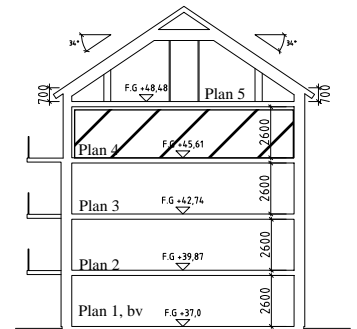 34° 34°
700 F.G +48,48 Plan 5 700
Plan 4 F.G +45,61 2600
Plan 3 F.G +42,74 2600
Plan 2 F.G +39,87 2600
Plan 1, bv F.G +37,0 2600